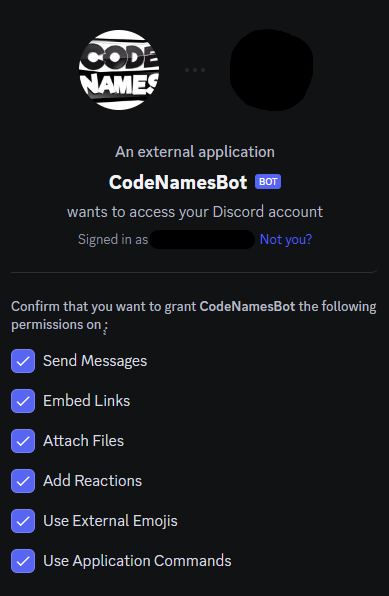 CODE
NAMES
An external application
CodeNamesBot BOT
wants to access your Discord account
Signed in as Not you?
Confirm that you want to grant CodeNamesBot the following
permissions on :
Send Messages
Embed Links
Attach Files
Add Reactions
Use External Emojis
Use Application Commands